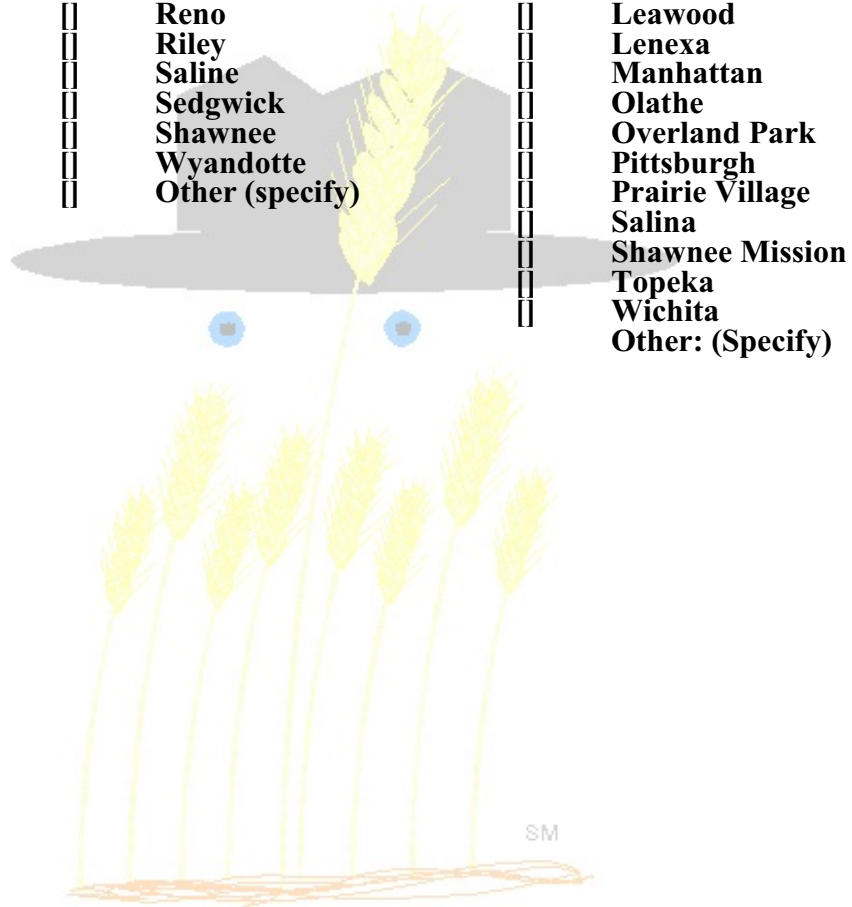 [] Reno
[] Riley
[] Saline
[] Sedgwick
[] Shawnee
[] Wyandotte
[] Other (specify)
[] Leawood
[] Lenexa
[] Manhattan
[] Olathe
[] Overland Park
[] Pittsburgh
[] Prairie Village
[] Salina
[] Shawnee Mission
[] Topeka
[] Wichita
Other: (Specify)
SM